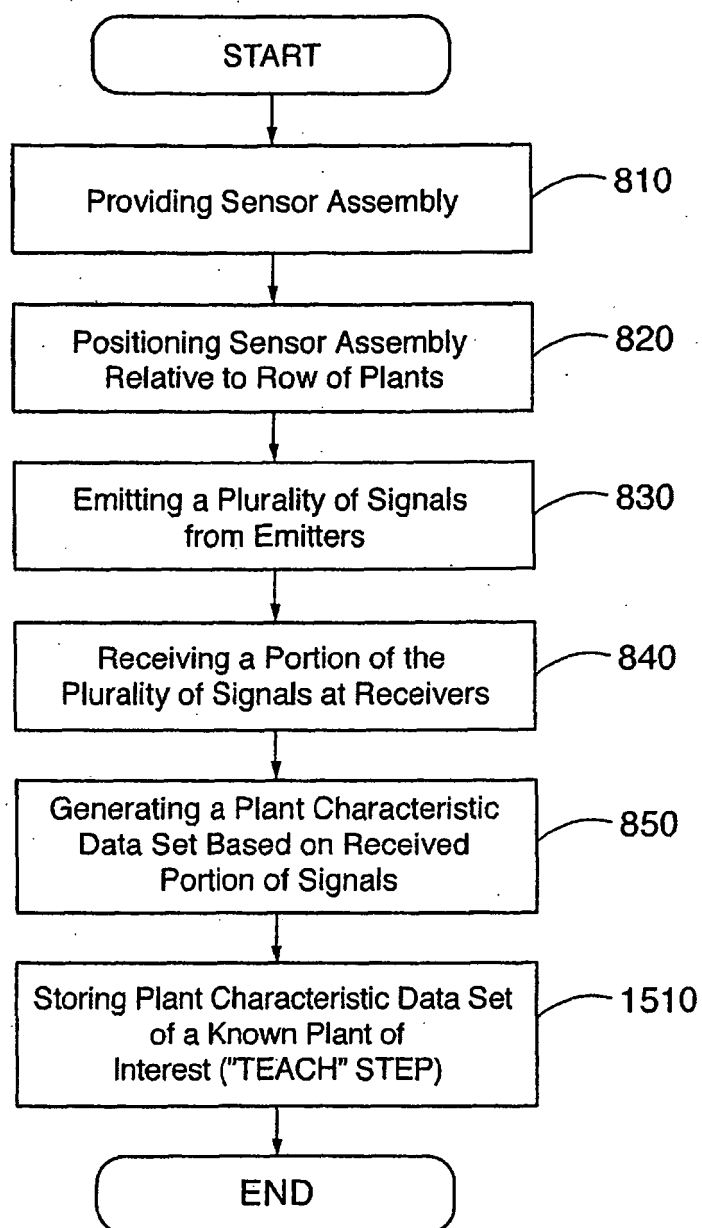 START
Providing Sensor Assembly
810
Positioning Sensor Assembly
Relative to Row of Plants
820
Emitting a Plurality of Signals
from Emitters
830
Receiving a Portion of the
Plurality of Signals at Receivers
840
Generating a Plant Characteristic
Data Set Based on Received
Portion of Signals
850
Storing Plant Characteristic Data Set
of a Known Plant of
Interest ("TEACH" STEP)
1510
END